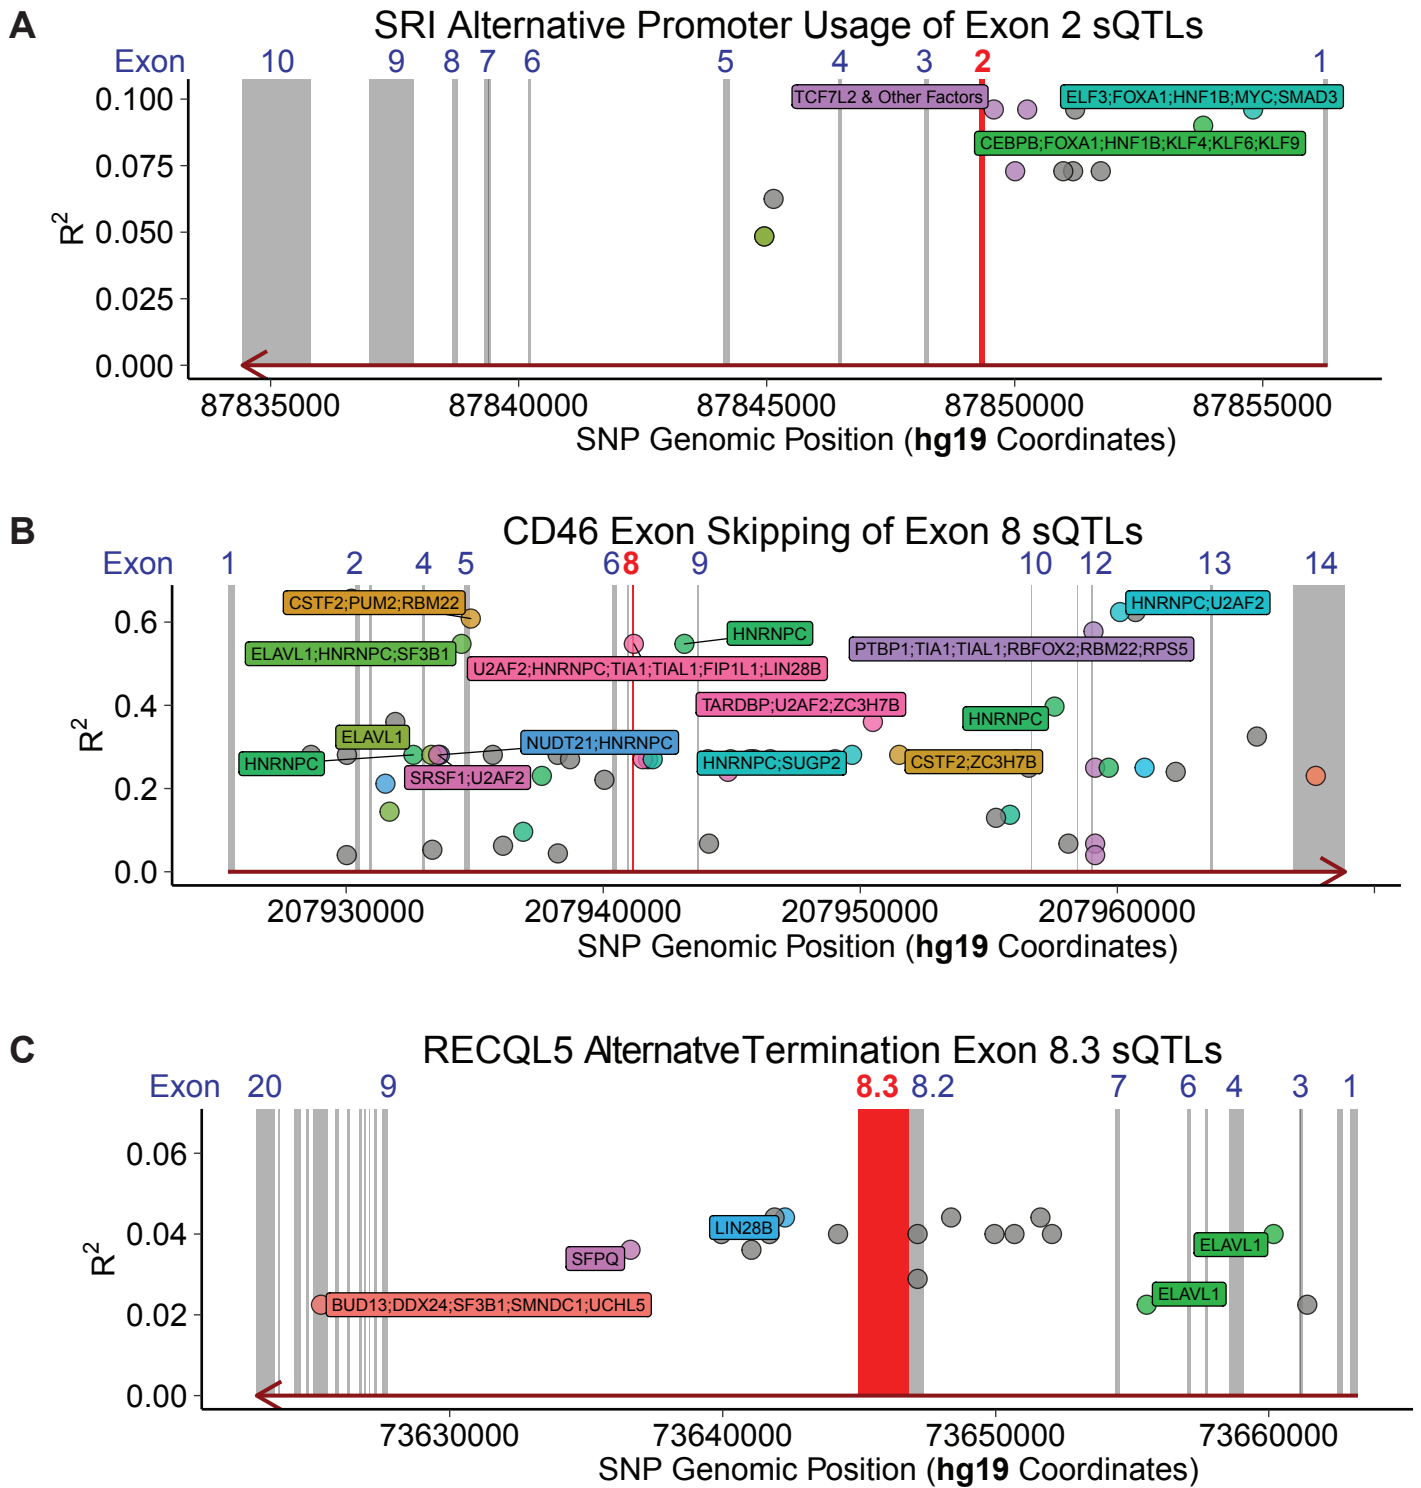 A
SRI Alternative Promoter Usage of Exon 2 sQTLs
Exon 10 9 8 7 6 5 4 3 2 1
TCF7L2 & Other Factors
ELF3;FOXA1;HNF1B;MYC;SMAD3
CEBPB;FOXA1;HNF1B;KLF4;KLF6;KLF9
0.100
0.075
0.050
0.025
0.000
R²
87835000 87840000 87845000 87850000 87855000
SNP Genomic Position (hg19 Coordinates)
B
CD46 Exon Skipping of Exon 8 sQTLs
Exon 1 2 4 5 6 8 9 10 12 13 14
CSTF2;PUM2;RBM22
HNRNPC;U2AF2
HNRNPC
ELAVL1;HNRNPC;SF3B1
PTBP1;TIA1;TIAL1;RBFOX2;RBM22;RPS5
U2AF2;HNRNPC;TIA1;TIAL1;FIP1L1;LIN28B
TARDBP;U2AF2;ZC3H7B
HNRNPC
ELAVL1
NUDT21;HNRNPC
HNRNPC
HNRNPC;SUGP2
CSTF2;ZC3H7B
SRSF1;U2AF2
0.6
0.4
0.2
0.0
R²
207930000 207940000 207950000 207960000
SNP Genomic Position (hg19 Coordinates)
C
RECQL5 AlternatveTermination Exon 8.3 sQTLs
Exon 20 9 8.3 8.2 7 6 4 3 1
LIN28B
ELAVL1
SFPQ
ELAVL1
BUD13;DDX24;SF3B1;SMNDC1;UCHL5
0.06
0.04
0.02
0.00
R²
73630000 73640000 73650000 73660000
SNP Genomic Position (hg19 Coordinates)